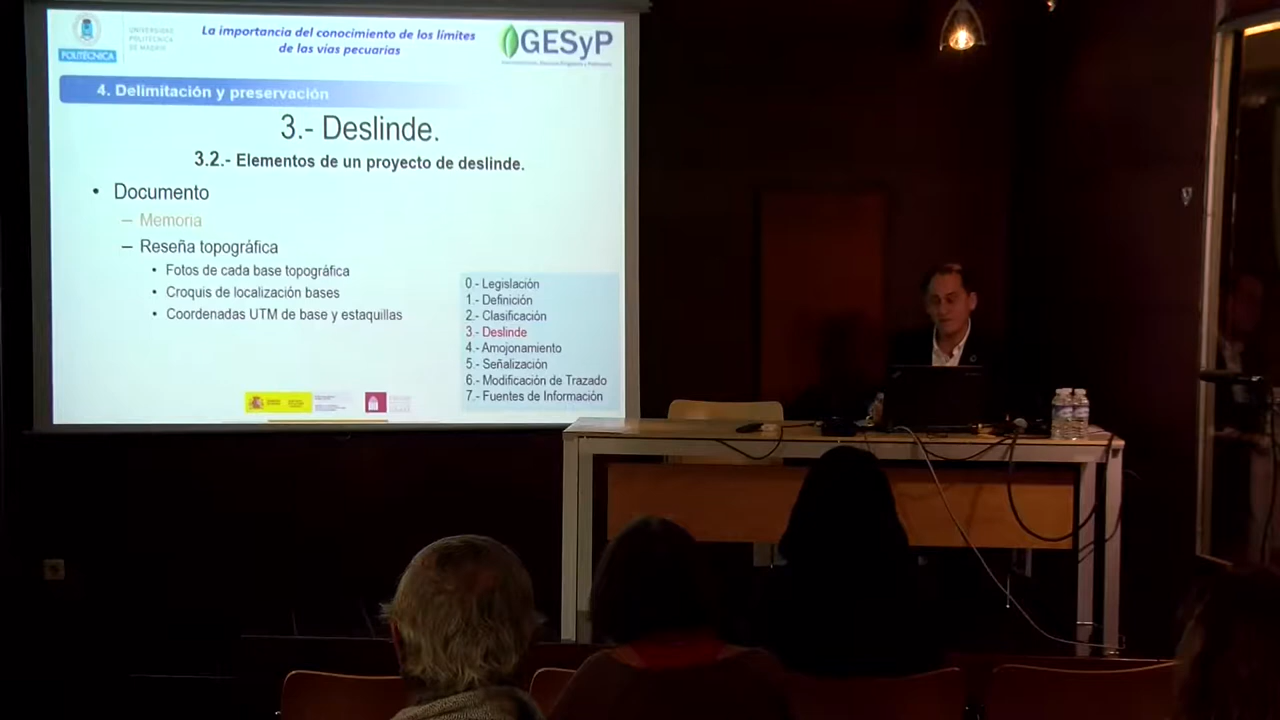 UNIVERSIDAD
POLITÉCNICA
DE MADRID
POLITÉCNICA
La importancia del conocimiento de los límites
de las vías pecuarias
GESyP
4. Delimitación y preservación
3.- Deslinde.
3.2.- Elementos de un proyecto de deslinde.
• Documento
– Memoria
– Reseña topográfica
• Fotos de cada base topográfica
• Croquis de localización bases
• Coordenadas UTM de base y estaquillas
0.- Legislación
1.- Definición
2.- Clasificación
3.- Deslinde
4.- Amojonamiento
5.- Señalización
6.- Modificación de Trazado
7.- Fuentes de Información